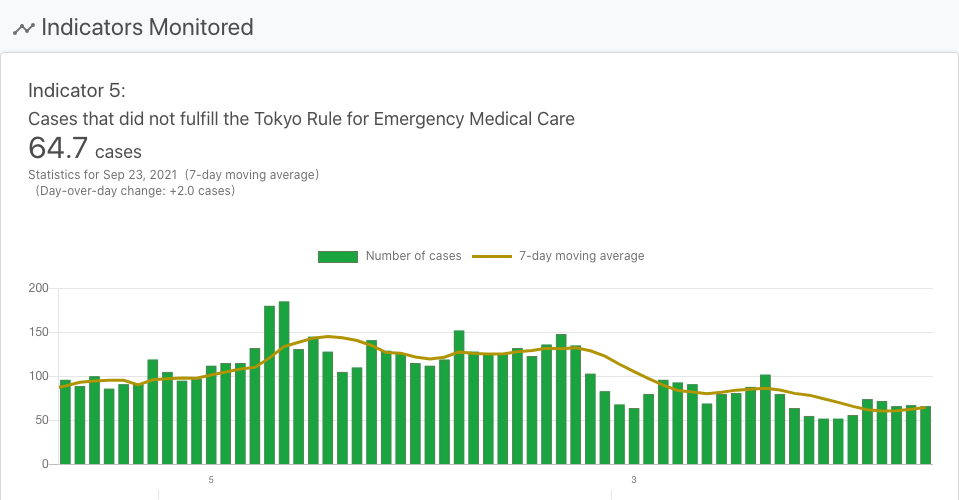 Indicators Monitored
Indicator 5:
Cases that did not fulfill the Tokyo Rule for Emergency Medical Care
64.7 cases
Statistics for Sep 23, 2021 (7-day moving average)
(Day-over-day change: +2.0 cases)
Number of cases 7-day moving average
200
150
100
50
0
5 3